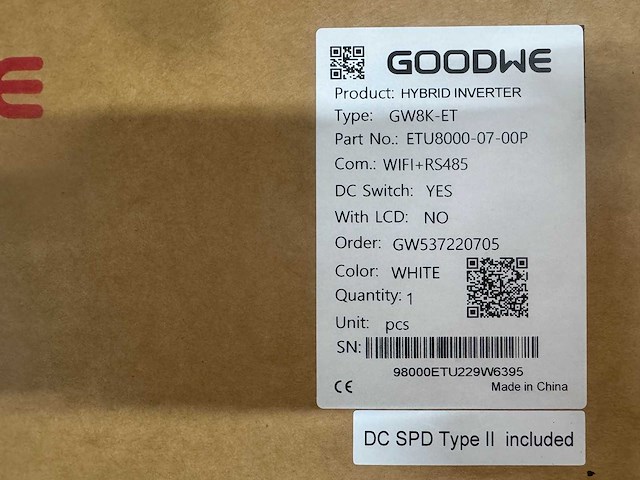 GOODWE
Product: HYBRID INVERTER
Type: GW8K-ET
Part No.: ETU8000-07-00P
Com.: WIFI+RS485
DC Switch: YES
With LCD: NO
Order: GW537220705
Color: WHITE
Quantity: 1
Unit: pcs
SN:
98000ETU229W6395
CE Made in China
DC SPD Type II included
E